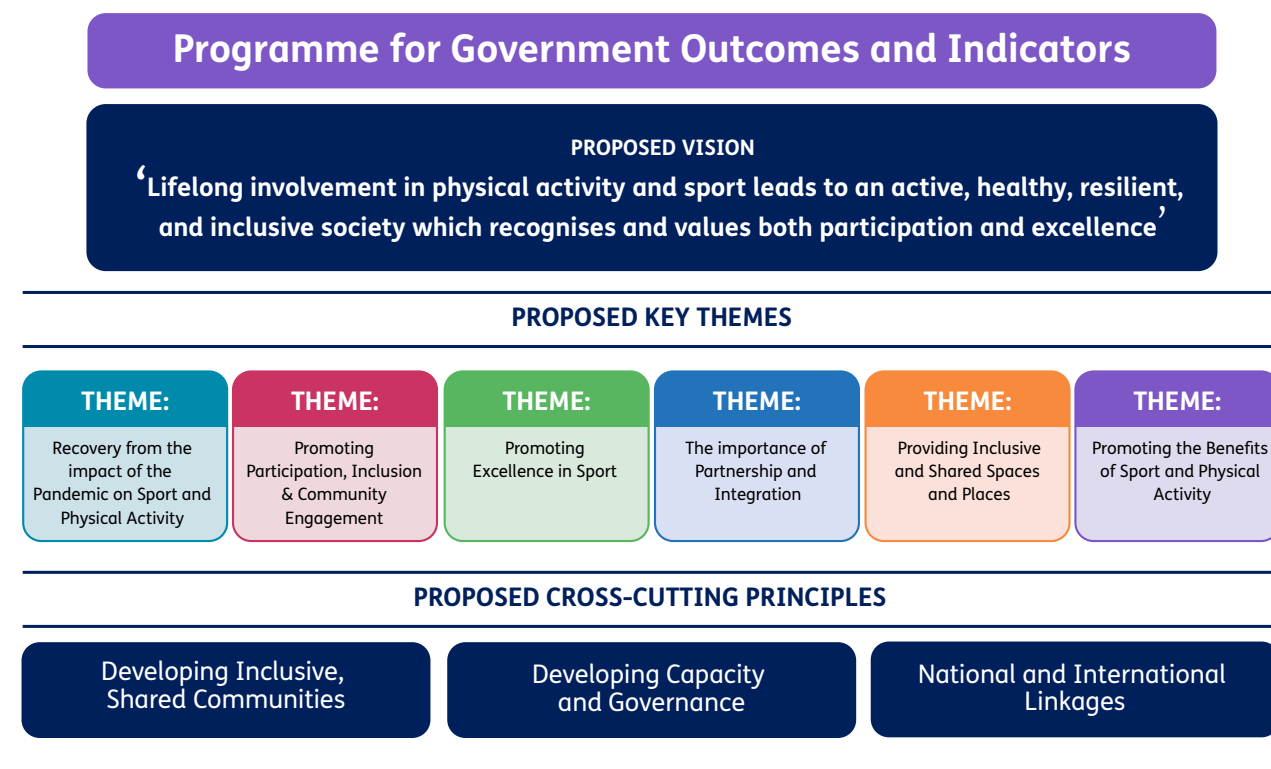 Programme for Government Outcomes and Indicators
PROPOSED VISION
‘Lifelong involvement in physical activity and sport leads to an active, healthy, resilient,
and inclusive society which recognises and values both participation and excellence’
PROPOSED KEY THEMES
THEME:
Recovery from the
impact of the
Pandemic on Sport and
Physical Activity
THEME:
Promoting
Participation, Inclusion
& Community
Engagement
THEME:
Promoting
Excellence in Sport
THEME:
The importance of
Partnership and
Integration
THEME:
Providing Inclusive
and Shared Spaces
and Places
THEME:
Promoting the Benefits
of Sport and Physical
Activity
PROPOSED CROSS-CUTTING PRINCIPLES
Developing Inclusive,
Shared Communities
Developing Capacity
and Governance
National and International
Linkages